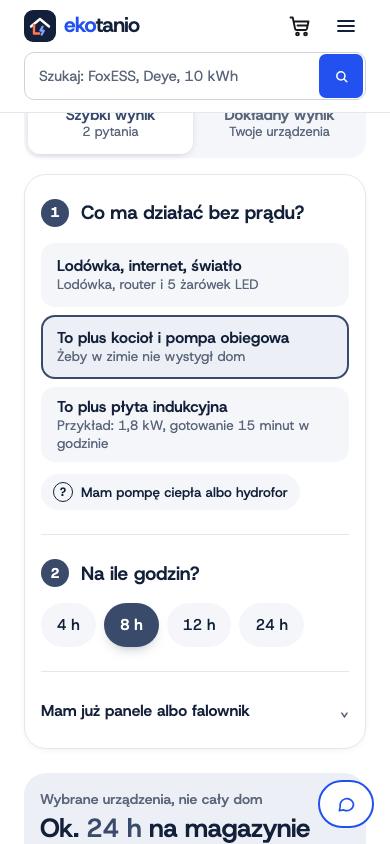 ekotanio
Szukaj: FoxESS, Deye, 10 kWh
Szybki wynik
2 pytania
Dokładny wynik
Twoje urządzenia
1 Co ma działać bez prądu?
Lodówka, internet, światło
Lodówka, router i 5 żarówek LED
To plus kocioł i pompa obiegowa
Żeby w zimie nie wystygł dom
To plus płyta indukcyjna
Przykład: 1,8 kW, gotowanie 15 minut w
godzinie
? Mam pompę ciepła albo hydrofor
2 Na ile godzin?
4 h 8 h 12 h 24 h
Mam już panele albo falownik
Wybrane urządzenia, nie cały dom
Ok. 24 h na magazynie